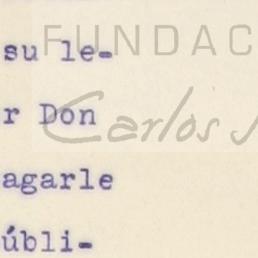 FUNDAC
su le-
r Don
Carlos
agarle
úbli-